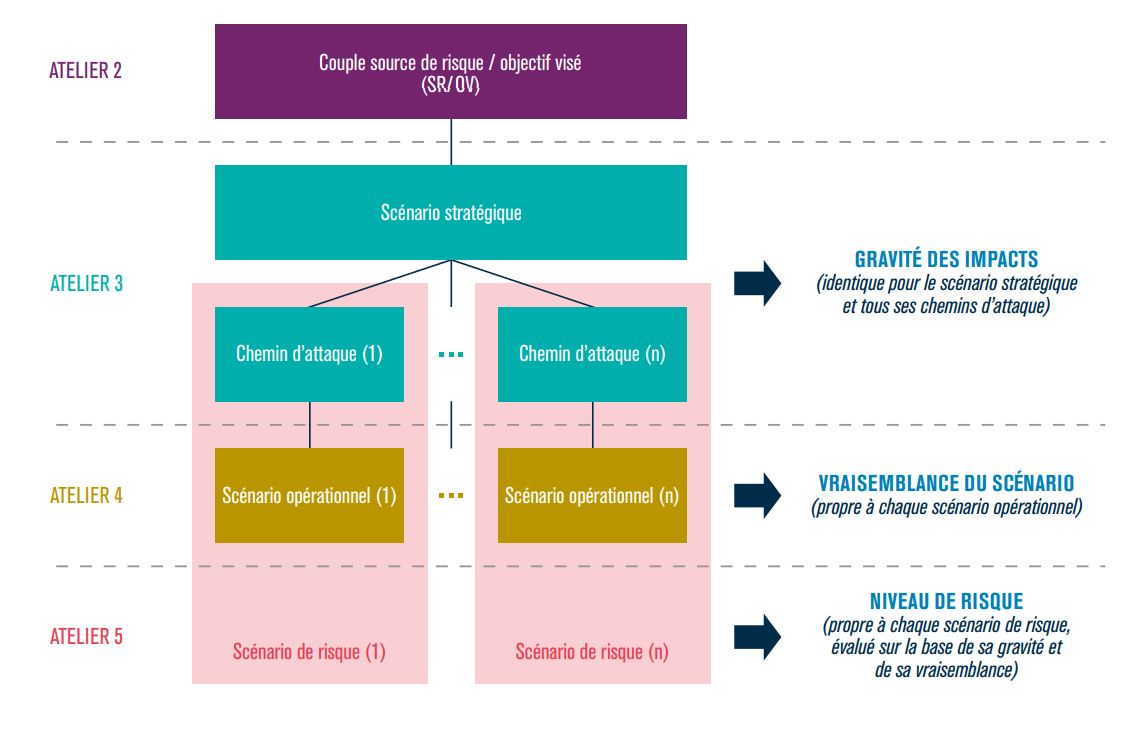 ATELIER 2
Couple source de risque / objectif visé
(SR/OV)
Scénario stratégique
ATELIER 3
GRAVITÉ DES IMPACTS
(identique pour le scénario stratégique
et tous ses chemins d'attaque)
Chemin d'attaque (1)
Chemin d'attaque (n)
ATELIER 4
Scénario opérationnel (1)
Scénario opérationnel (n)
VRAISEMBLANCE DU SCÉNARIO
(propre à chaque scénario opérationnel)
ATELIER 5
Scénario de risque (1)
Scénario de risque (n)
NIVEAU DE RISQUE
(propre à chaque scénario de risque,
évalué sur la base de sa gravité et
de sa vraisemblance)